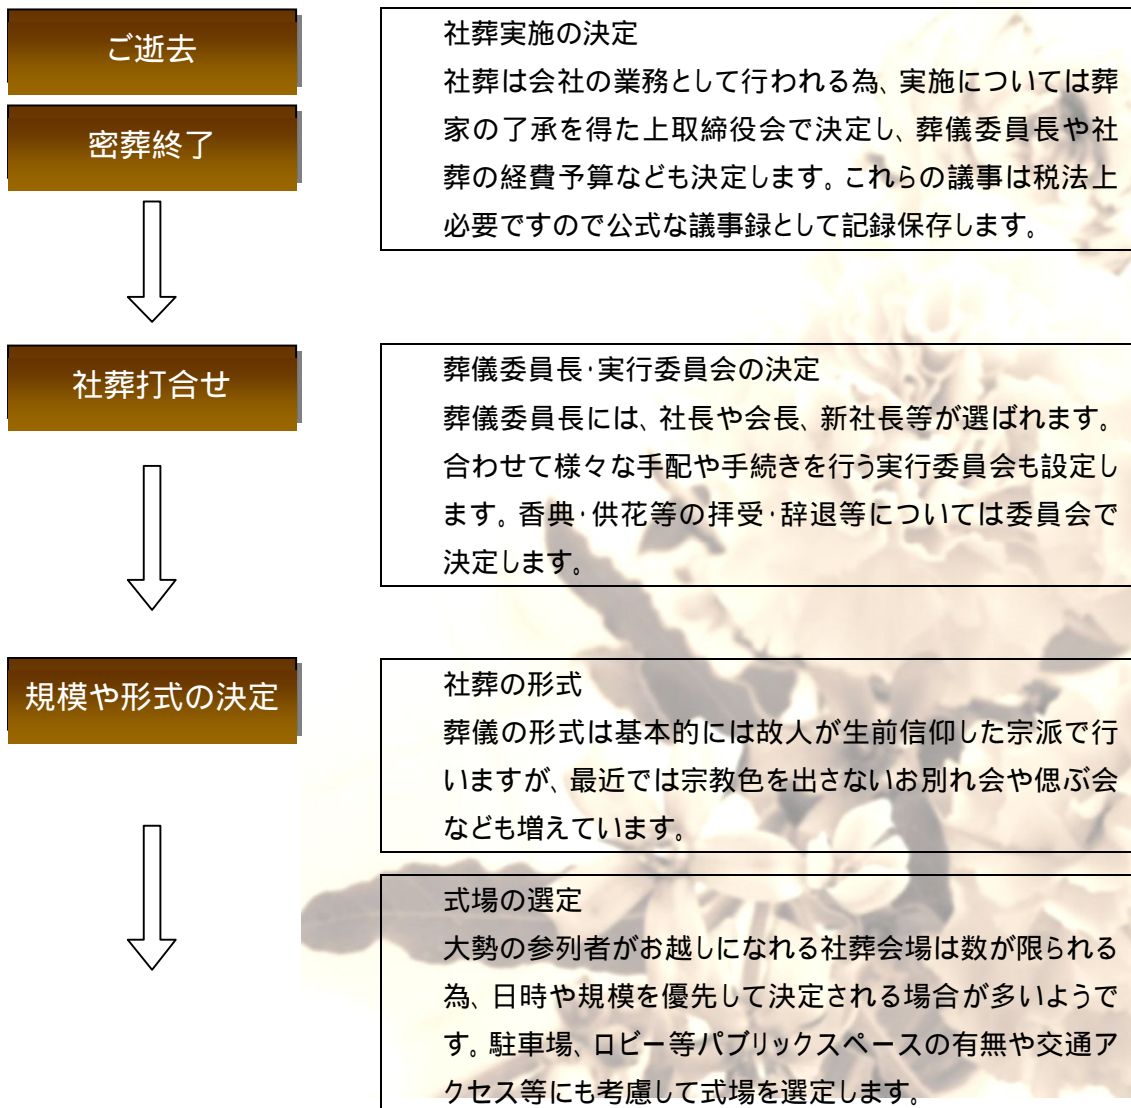 ご逝去
密葬終了
社葬実施の決定
社葬は会社の業務として行われる為、実施については葬
家の了承を得た上取締役会で決定し、葬儀委員長や社
葬の経費予算なども決定します。これらの議事は税法上
必要ですので公式な議事録として記録保存します。
社葬打合せ
葬儀委員長・実行委員会の決定
葬儀委員長には、社長や会長、新社長等が選ばれます。
合わせて様々な手配や手続きを行う実行委員会も設定し
ます。香典・供花等の拝受・辞退等については委員会で
決定します。
規模や形式の決定
社葬の形式
葬儀の形式は基本的には故人が生前信仰した宗派で行
いますが、最近では宗教色を出さないお別れ会や偲ぶ会
なども増えています。
式場の選定
大勢の参列者がお越しになれる社葬会場は数が限られる
為、日時や規模を優先して決定される場合が多いようで
す。駐車場、ロビー等パブリックスペースの有無や交通ア
クセス等にも考慮して式場を選定します。